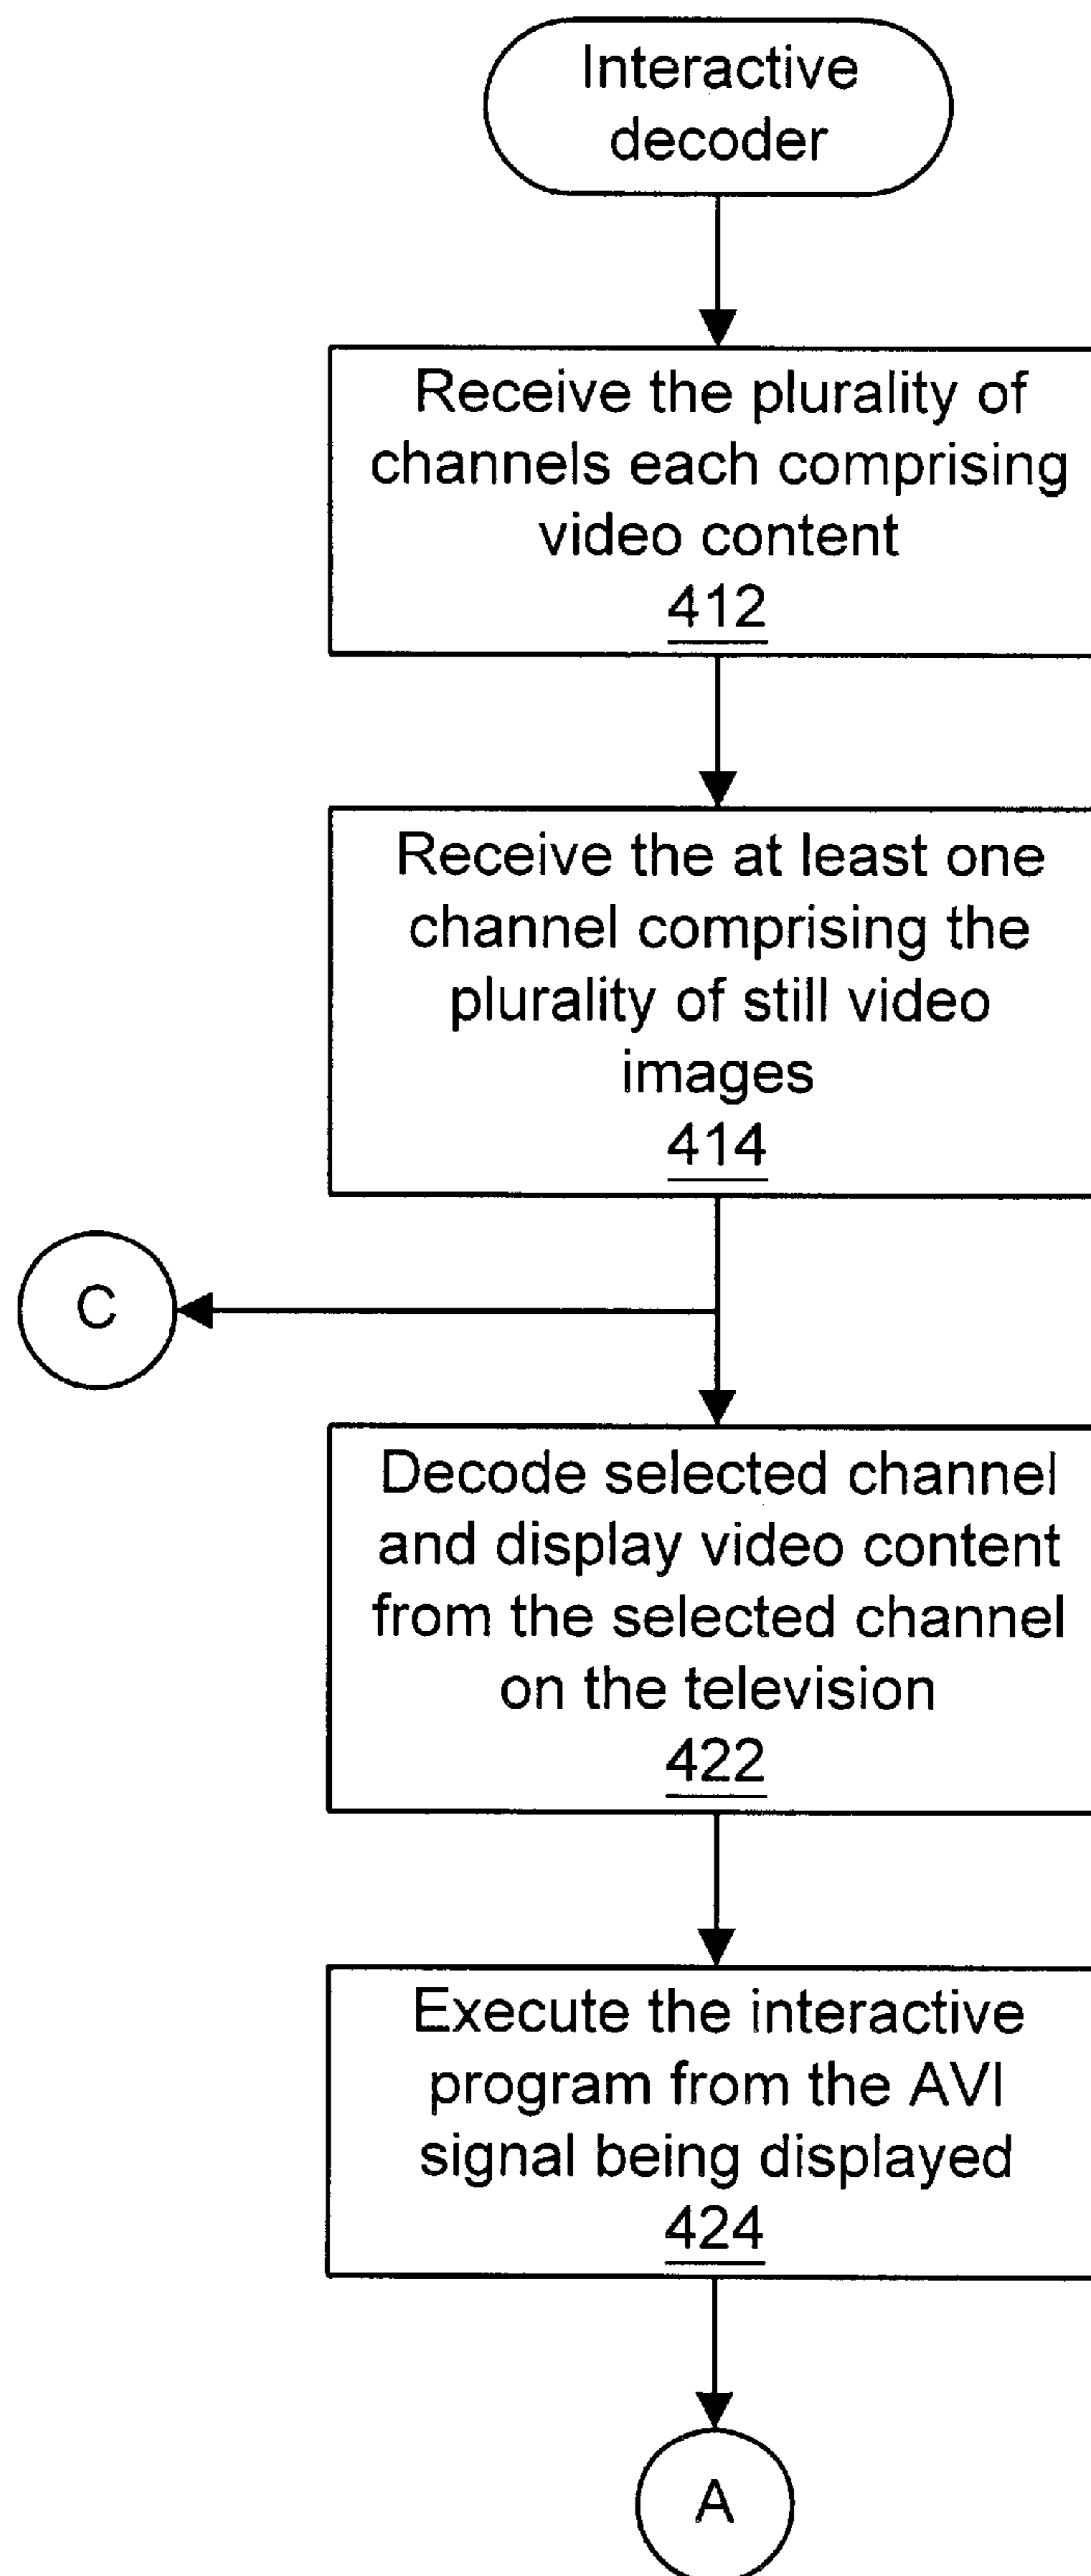 Interactive
decoder
Receive the plurality of
channels each comprising
video content
412
Receive the at least one
channel comprising the
plurality of still video
images
414
C
Decode selected channel
and display video content
from the selected channel
on the television
422
Execute the interactive
program from the AVI
signal being displayed
424
A